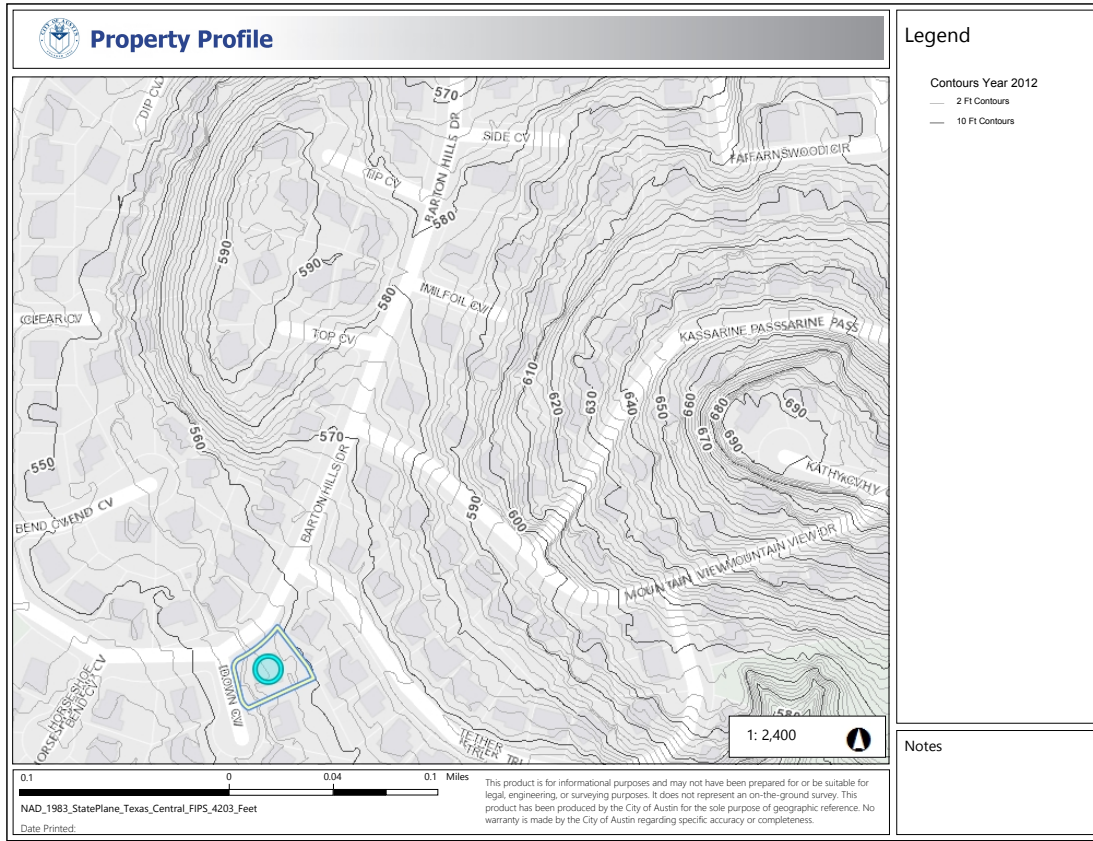 Property Profile
570
DIP CV
SIDE CV
FAIFARNSWOOD CIR
TIP CV
BARTON HILLS DR
580
590
590
580
MILFOIL CV
CLEAR CV
TOP CV
KASSARINE PASSSARINE PASS
610
620
630
640
650
660
680
670
690
690
570
560
550
KATHY
BARTON HILLS DR
590
600
BEND CV
MOUNTAIN VIEWMOUNTAIN VIEW DR
HORSESHOE
BEND CV
DOWN CV
TETHER
580
1: 2,400
0.1
0
0.04
0.1 Miles
NAD_1983_StatePlane_Texas_Central_FIPS_4203_Feet
Date Printed:
This product is for informational purposes and may not have been prepared for or be suitable for
legal, engineering, or surveying purposes. It does not represent an on-the-ground survey. This
product has been produced by the City of Austin for the sole purpose of geographic reference. No
warranty is made by the City of Austin regarding specific accuracy or completeness.
Legend
Contours Year 2012
2 Ft Contours
10 Ft Contours
Notes